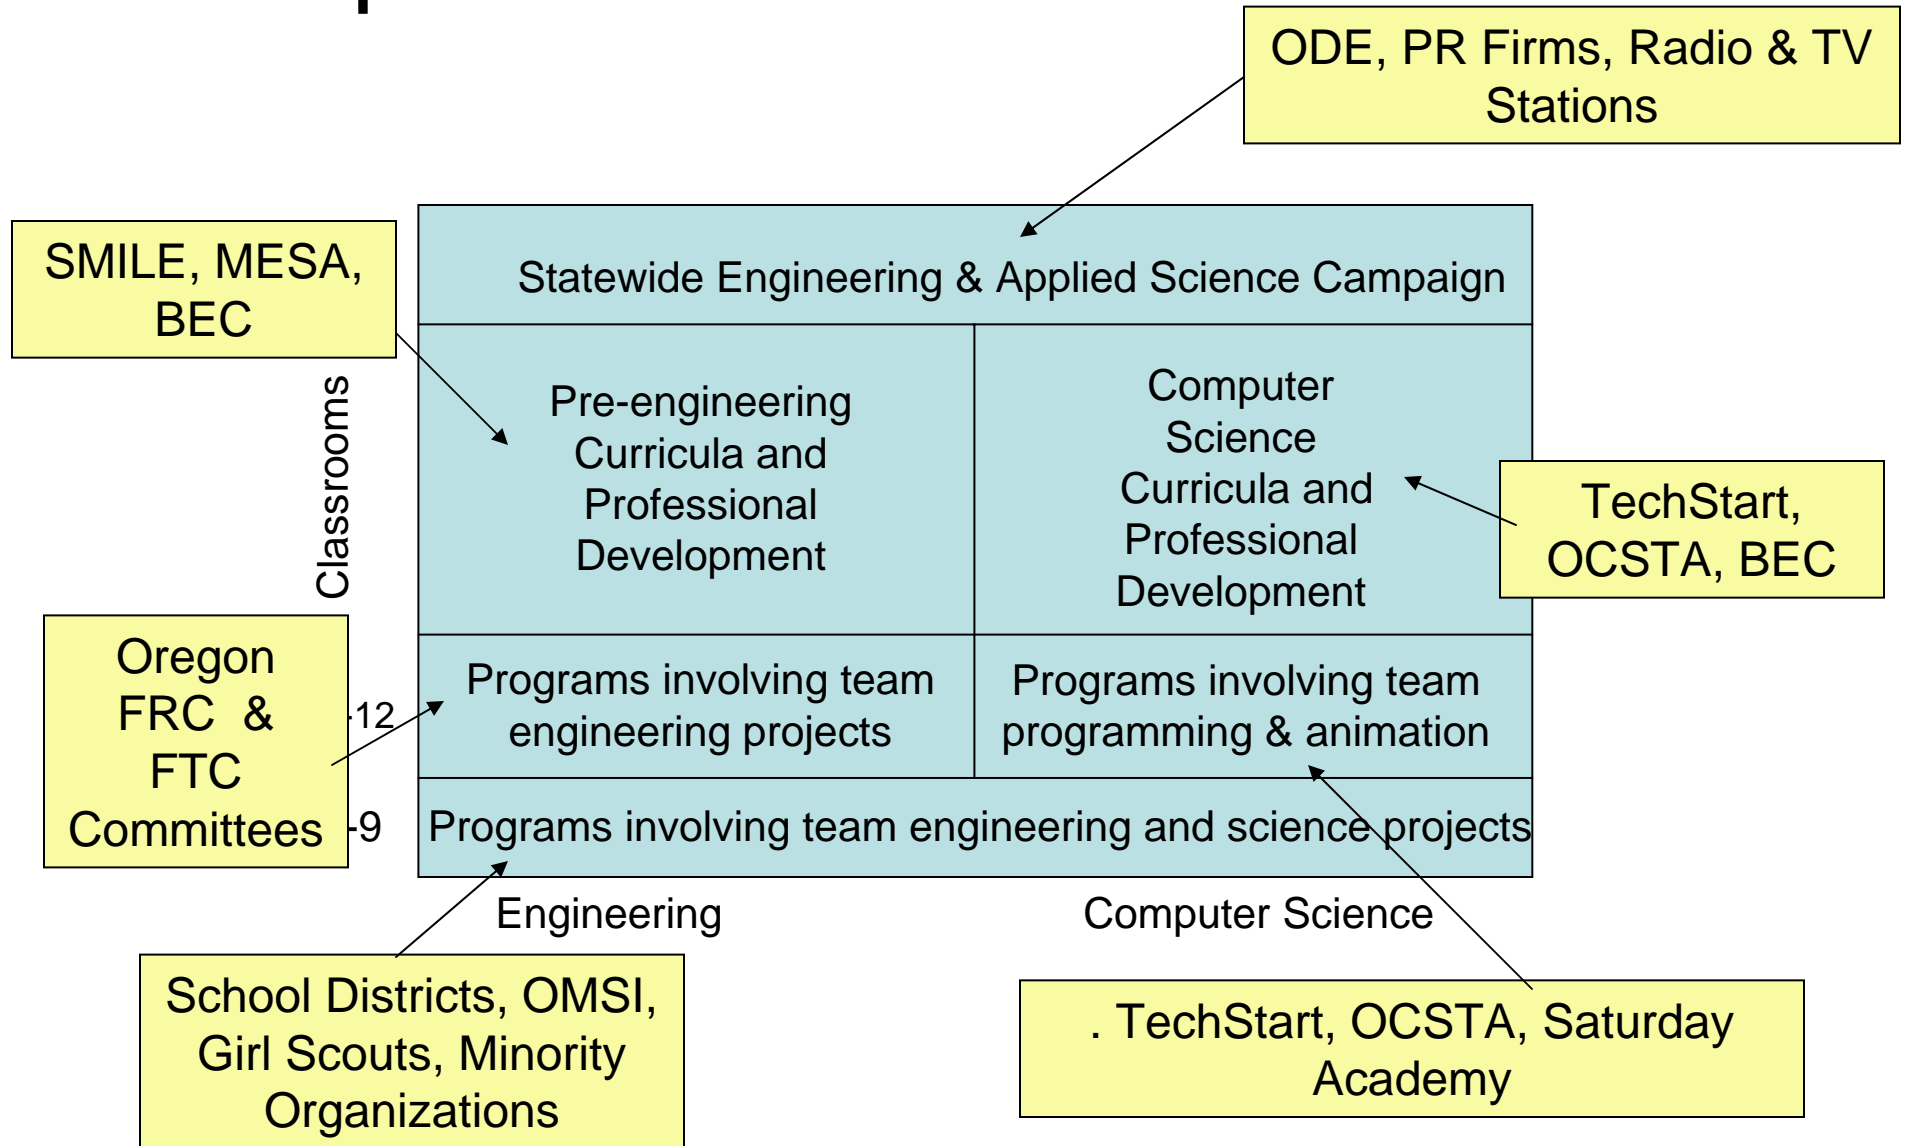 ODE, PR Firms, Radio & TV
Stations
SMILE, MESA,
BEC
Statewide Engineering & Applied Science Campaign
Classrooms
Pre-engineering
Curricula and
Professional
Development
Computer
Science
Curricula and
Professional
Development
TechStart,
OCSTA, BEC
Oregon
FRC & 
FTC
Committees
-12
Programs involving team
engineering projects
Programs involving team
programming & animation
-9
Programs involving team engineering and science projects
Engineering
Computer Science
School Districts, OMSI,
Girl Scouts, Minority
Organizations
. TechStart, OCSTA, Saturday
Academy